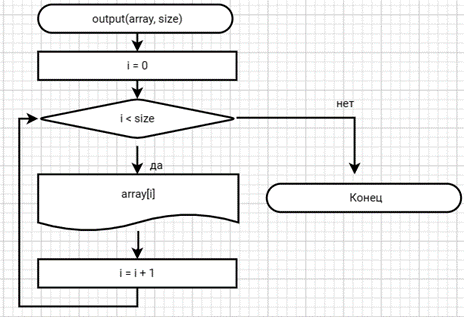 output(array, size)
i = 0
i < size
нет
да
array[i]
Конец
i = i + 1